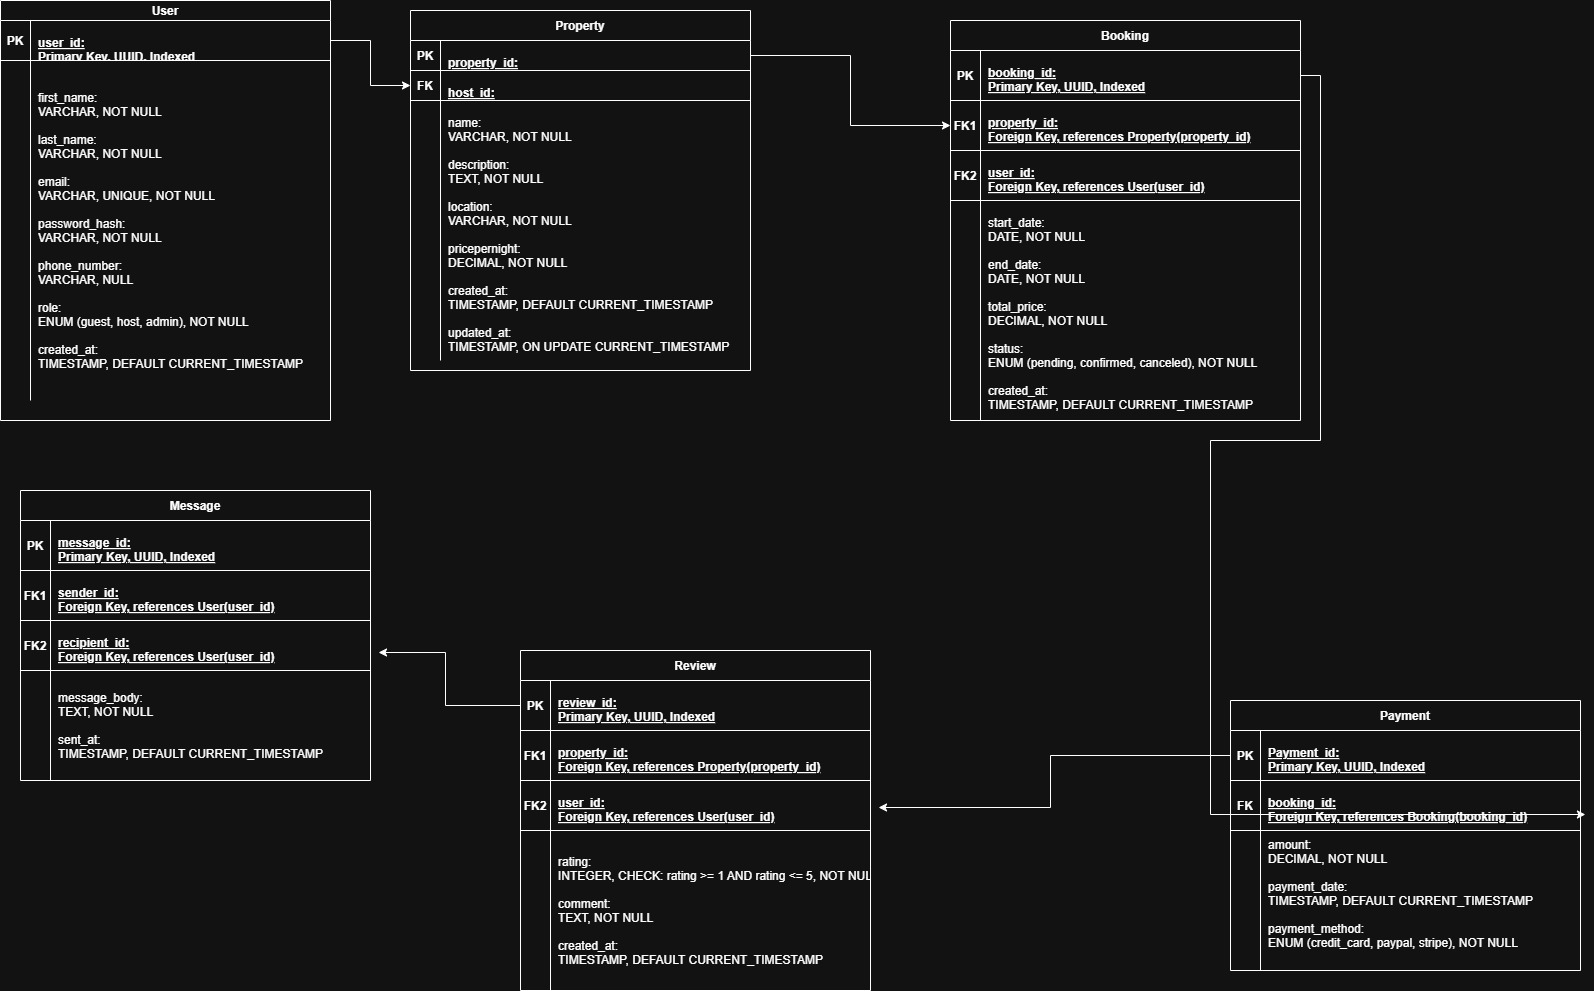 User
PK
user_id:
Primary Key, UUID, Indexed
first_name:
VARCHAR, NOT NULL
last_name:
VARCHAR, NOT NULL
email:
VARCHAR, UNIQUE, NOT NULL
password_hash:
VARCHAR, NOT NULL
phone_number:
VARCHAR, NULL
role:
ENUM (guest, host, admin), NOT NULL
created_at:
TIMESTAMP, DEFAULT CURRENT_TIMESTAMP
Property
PK
property_id:
FK
host_id:
name:
VARCHAR, NOT NULL
description:
TEXT, NOT NULL
location:
VARCHAR, NOT NULL
pricepernight:
DECIMAL, NOT NULL
created_at:
TIMESTAMP, DEFAULT CURRENT_TIMESTAMP
updated_at:
TIMESTAMP, ON UPDATE CURRENT_TIMESTAMP
Booking
PK
booking_id:
Primary Key, UUID, Indexed
FK1
property_id:
Foreign Key, references Property(property_id)
FK2
user_id:
Foreign Key, references User(user_id)
start_date:
DATE, NOT NULL
end_date:
DATE, NOT NULL
total_price:
DECIMAL, NOT NULL
status:
ENUM (pending, confirmed, canceled), NOT NULL
created_at:
TIMESTAMP, DEFAULT CURRENT_TIMESTAMP
Message
PK
message_id:
Primary Key, UUID, Indexed
FK1
sender_id:
Foreign Key, references User(user_id)
FK2
recipient_id:
Foreign Key, references User(user_id)
message_body:
TEXT, NOT NULL
sent_at:
TIMESTAMP, DEFAULT CURRENT_TIMESTAMP
Review
PK
review_id:
Primary Key, UUID, Indexed
FK1
property_id:
Foreign Key, references Property(property_id)
FK2
user_id:
Foreign Key, references User(user_id)
rating:
INTEGER, CHECK: rating >= 1 AND rating <= 5, NOT NUL
comment:
TEXT, NOT NULL
created_at:
TIMESTAMP, DEFAULT CURRENT_TIMESTAMP
Payment
PK
Payment_id:
Primary Key, UUID, Indexed
FK
booking_id:
Foreign Key, references Booking(booking_id)
amount:
DECIMAL, NOT NULL
payment_date:
TIMESTAMP, DEFAULT CURRENT_TIMESTAMP
payment_method:
ENUM (credit_card, paypal, stripe), NOT NULL